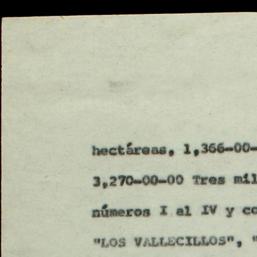 hectáreas, 1,366-00-
3,270-00-00 Tres mil
números I al IV y co
"LOS VALLECILLOS", "